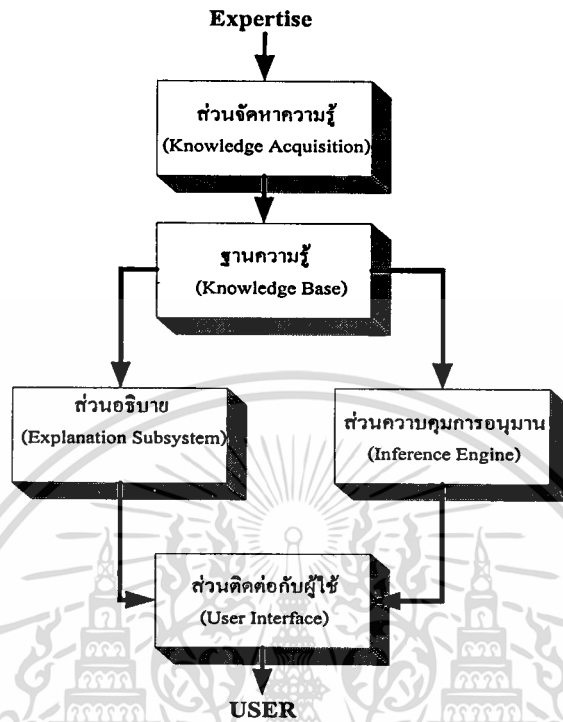 Expertise
ส่วนจัดหาความรู้
(Knowledge Acquisition)
ฐานความรู้
(Knowledge Base)
ส่วนอธิบาย
(Explanation Subsystem)
ส่วนควาบคุมการอนุมาน
(Inference Engine)
ส่วนติดต่อกับผู้ใช้
(User Interface)
USER